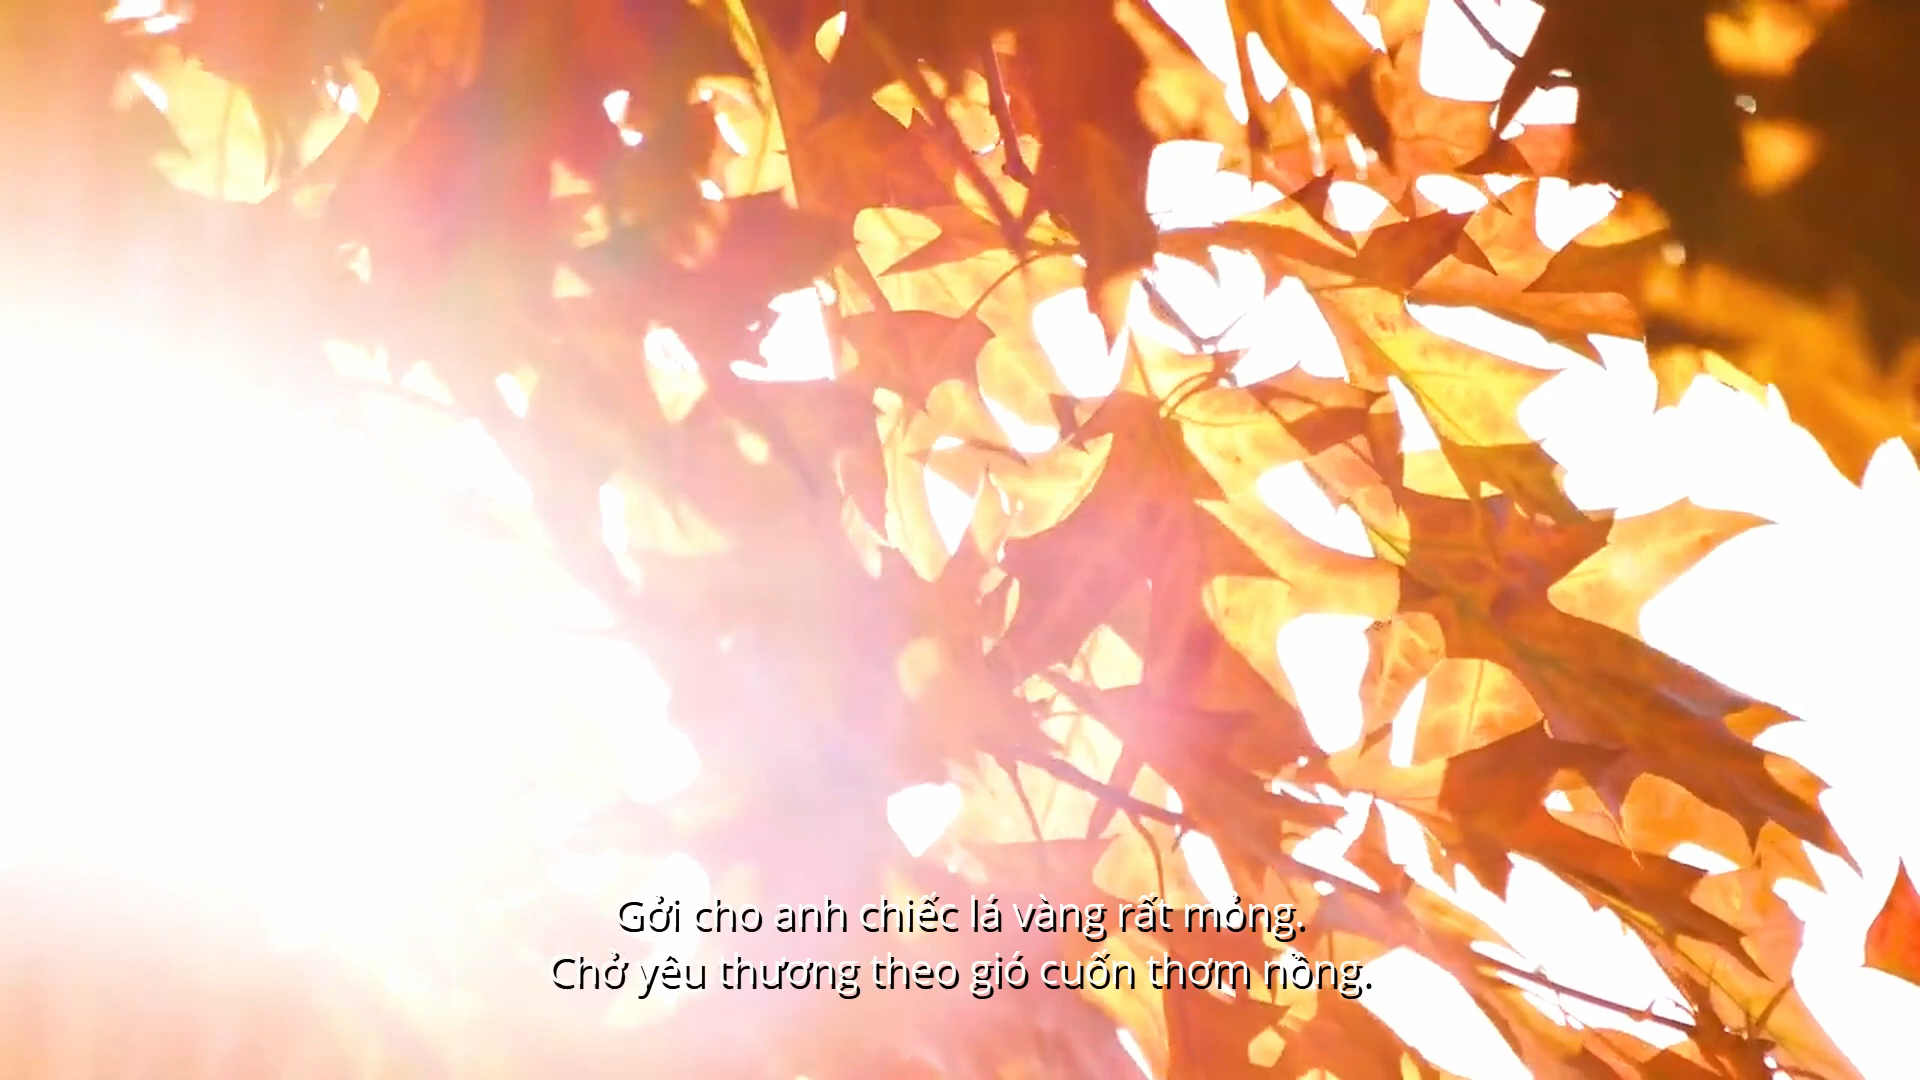 Gởi cho anh chiếc lá vàng rất mỏng.
Chở yêu thương theo gió cuốn thơm nồng.